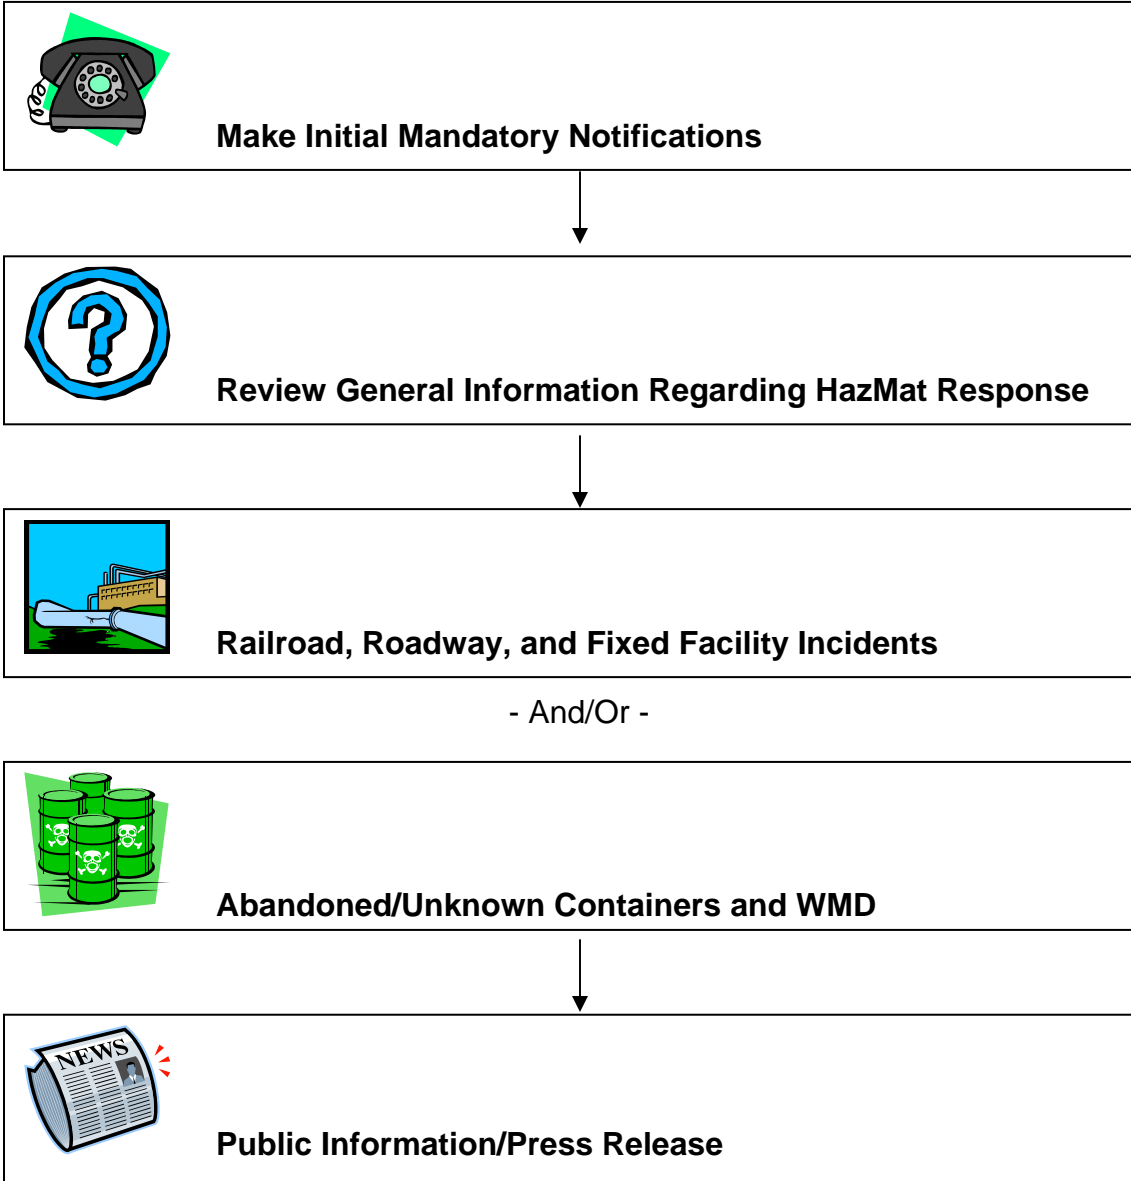 Make Initial Mandatory Notifications
Review General Information Regarding HazMat Response
Railroad, Roadway, and Fixed Facility Incidents
- And/Or -
Abandoned/Unknown Containers and WMD
NEWS
Public Information/Press Release